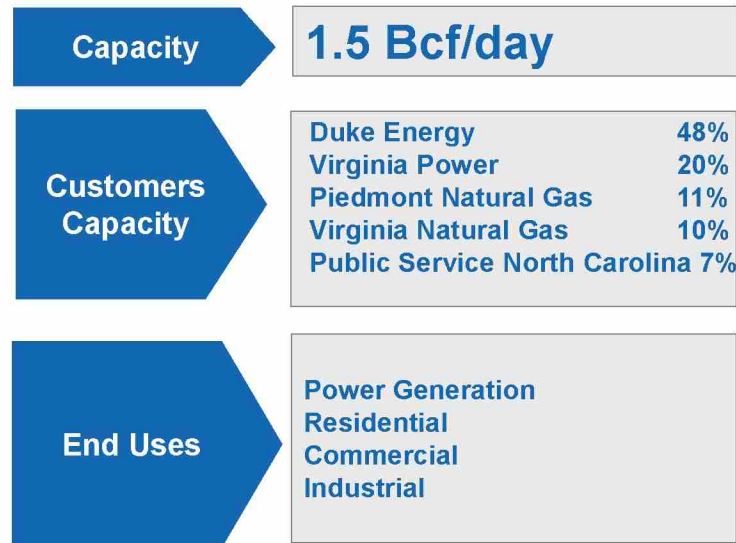 Capacity
1.5 Bcf/day
Customers
Capacity
Duke Energy 48%
Virginia Power 20%
Piedmont Natural Gas 11%
Virginia Natural Gas 10%
Public Service North Carolina 7%
End Uses
Power Generation
Residential
Commercial
Industrial